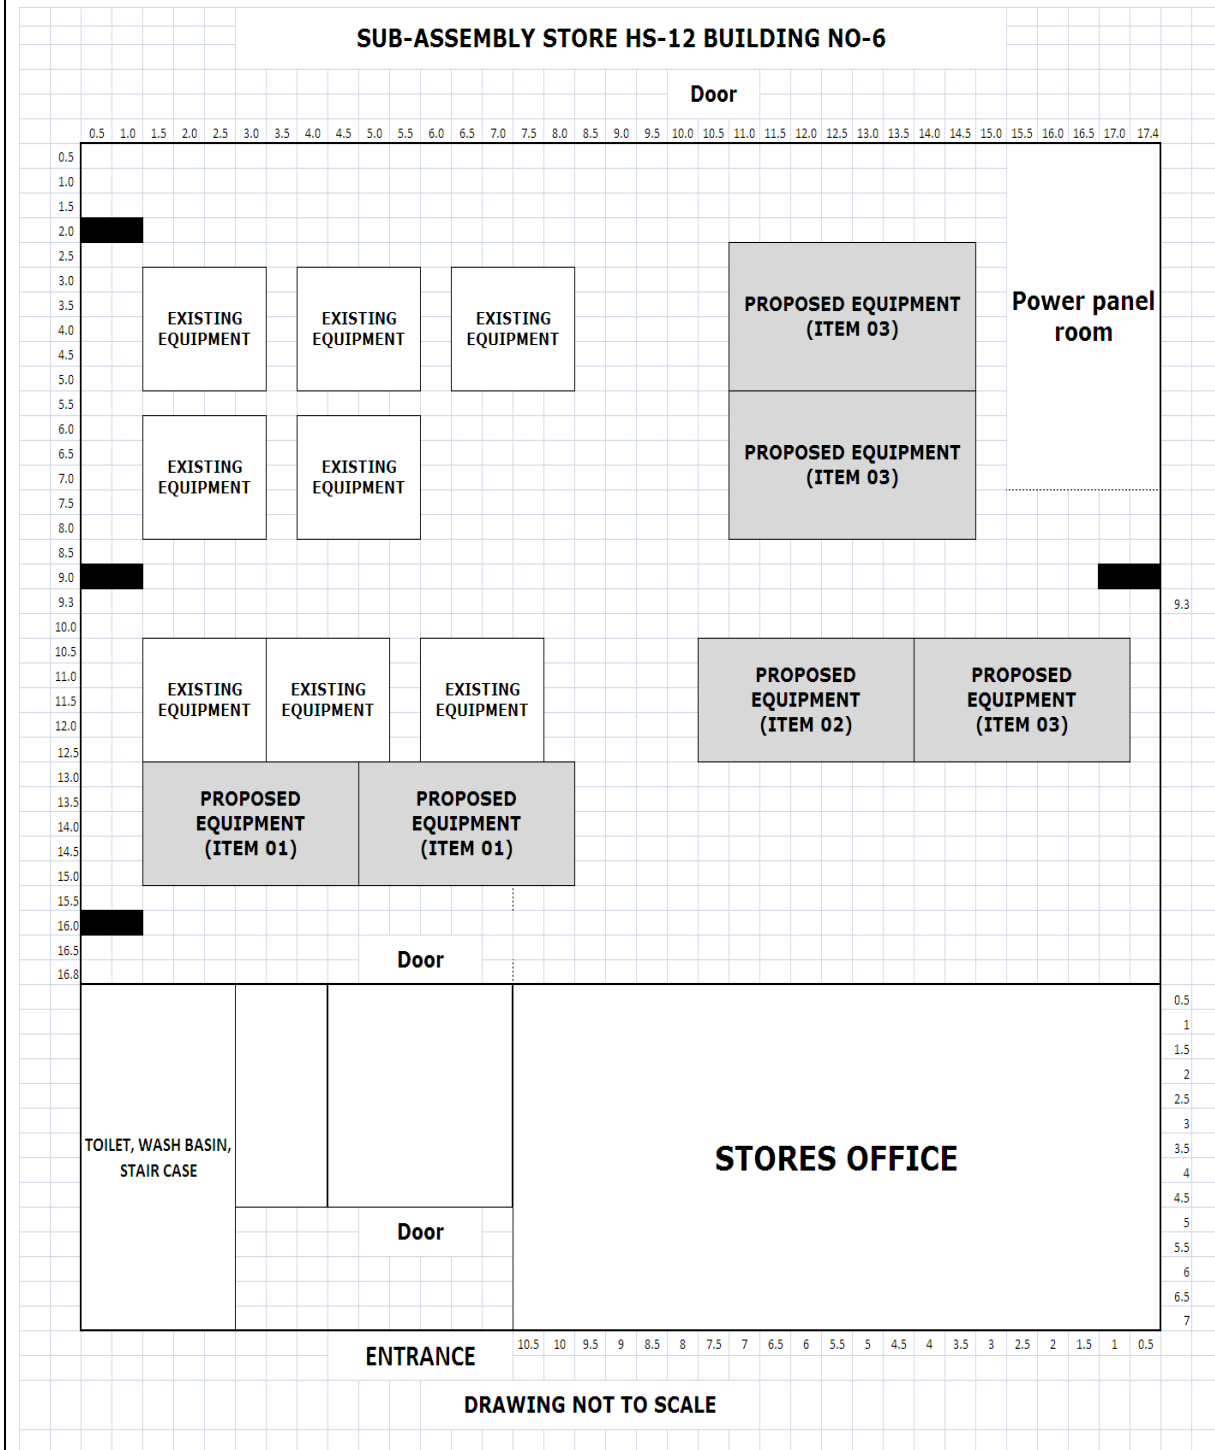 SUB-ASSEMBLY STORE HS-12 BUILDING NO-6
Door
0.5 1.0 1.5 2.0 2.5 3.0 3.5 4.0 4.5 5.0 5.5 6.0 6.5 7.0 7.5 8.0 8.5 9.0 9.5 10.0 10.5 11.0 11.5 12.0 12.5 13.0 13.5 14.0 14.5 15.0 15.5 16.0 16.5 17.0 17.4
0.5
1.0
1.5
2.0
2.5
3.0
3.5
4.0
4.5
5.0
5.5
6.0
6.5
7.0
7.5
8.0
8.5
9.0
9.3
10.0
10.5
11.0
11.5
12.0
12.5
13.0
13.5
14.0
14.5
15.0
15.5
16.0
16.5
16.8
EXISTING
EQUIPMENT
EXISTING
EQUIPMENT
EXISTING
EQUIPMENT
PROPOSED EQUIPMENT
(ITEM 03)
Power panel
room
EXISTING
EQUIPMENT
EXISTING
EQUIPMENT
PROPOSED EQUIPMENT
(ITEM 03)
9.3
EXISTING
EQUIPMENT
EXISTING
EQUIPMENT
EXISTING
EQUIPMENT
PROPOSED
EQUIPMENT
(ITEM 02)
PROPOSED
EQUIPMENT
(ITEM 03)
PROPOSED
EQUIPMENT
(ITEM 01)
PROPOSED
EQUIPMENT
(ITEM 01)
Door
TOILET, WASH BASIN,
STAIR CASE
Door
STORES OFFICE
0.5
1
1.5
2
2.5
3
3.5
4
4.5
5
5.5
6
6.5
7
10.5 10 9.5 9 8.5 8 7.5 7 6.5 6 5.5 5 4.5 4 3.5 3 2.5 2 1.5 1 0.5
ENTRANCE
DRAWING NOT TO SCALE